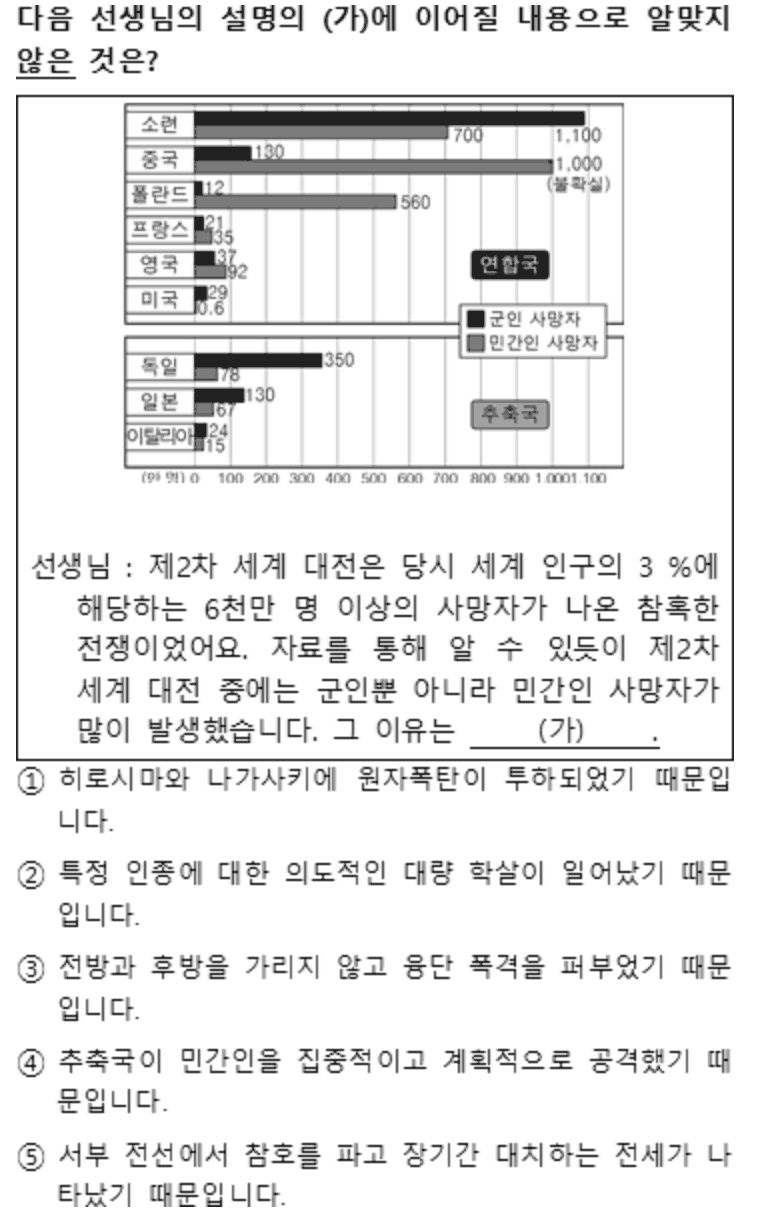 다음 선생님의 설명의 (가)에 이어질 내용으로 알맞지
않은 것은?
소련
700
1,100
중국
130
1,000
(불확실)
폴란드
12
560
프랑스
21
35
영국
37
92
연합국
미국
29
0.6
군인 사망자
민간인 사망자
독일
350
78
일본
130
67
추축국
이탈리아
24
15
(만 명) 0 100 200 300 400 500 600 700 800 900 1.000 1.100
선생님 : 제2차 세계 대전은 당시 세계 인구의 3 %에
해당하는 6천만 명 이상의 사망자가 나온 참혹한
전쟁이었어요. 자료를 통해 알 수 있듯이 제2차
세계 대전 중에는 군인뿐 아니라 민간인 사망자가
많이 발생했습니다. 그 이유는 (가) .
① 히로시마와 나가사키에 원자폭탄이 투하되었기 때문입
니다.
② 특정 인종에 대한 의도적인 대량 학살이 일어났기 때문
입니다.
③ 전방과 후방을 가리지 않고 융단 폭격을 퍼부었기 때문
입니다.
④ 추축국이 민간인을 집중적이고 계획적으로 공격했기 때
문입니다.
⑤ 서부 전선에서 참호를 파고 장기간 대치하는 전세가 나
타났기 때문입니다.